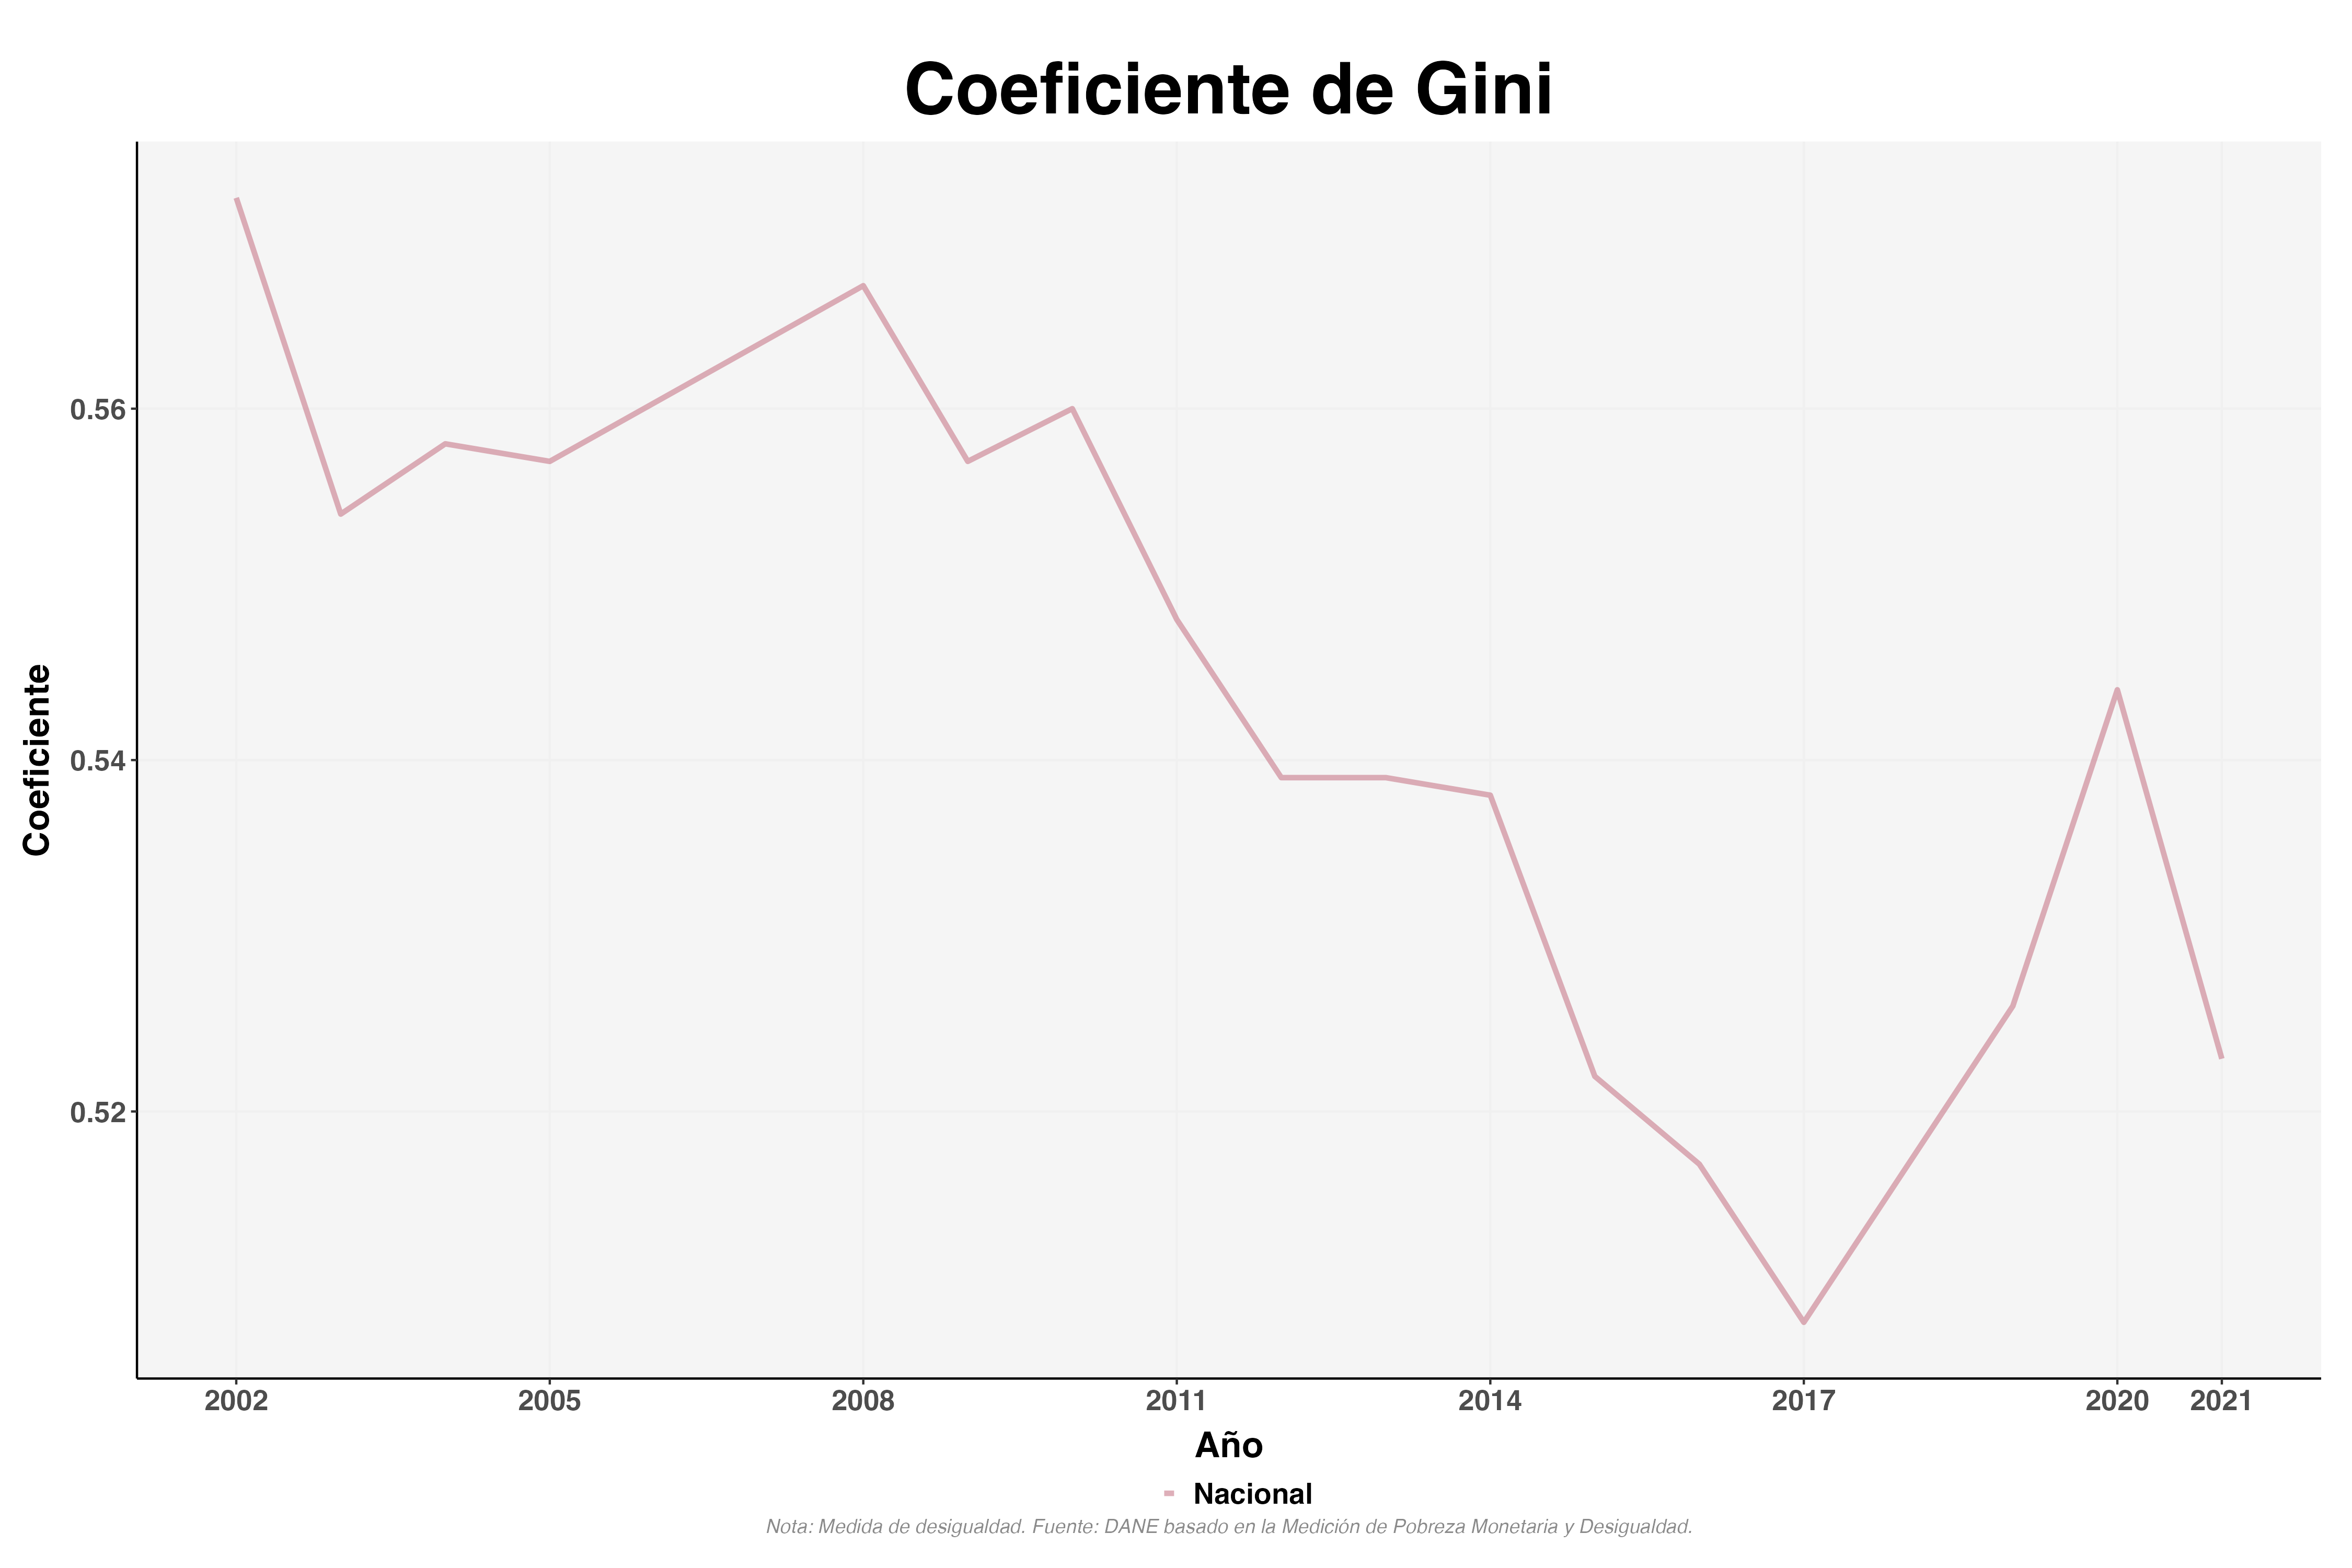 Coeficiente de Gini
Coeficiente
0.56
0.54
0.52
2002 2005 2008 2011 2014 2017 2020 2021
Año
Nacional
Nota: Medida de desigualdad. Fuente: DANE basado en la Medición de Pobreza Monetaria y Desigualdad.